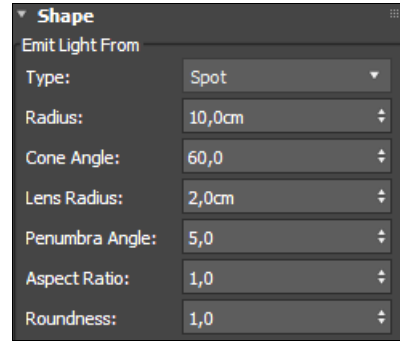 Shape
Emit Light From
Type: Spot
Radius: 10,0cm
Cone Angle: 60,0
Lens Radius: 2,0cm
Penumbra Angle: 5,0
Aspect Ratio: 1,0
Roundness: 1,0